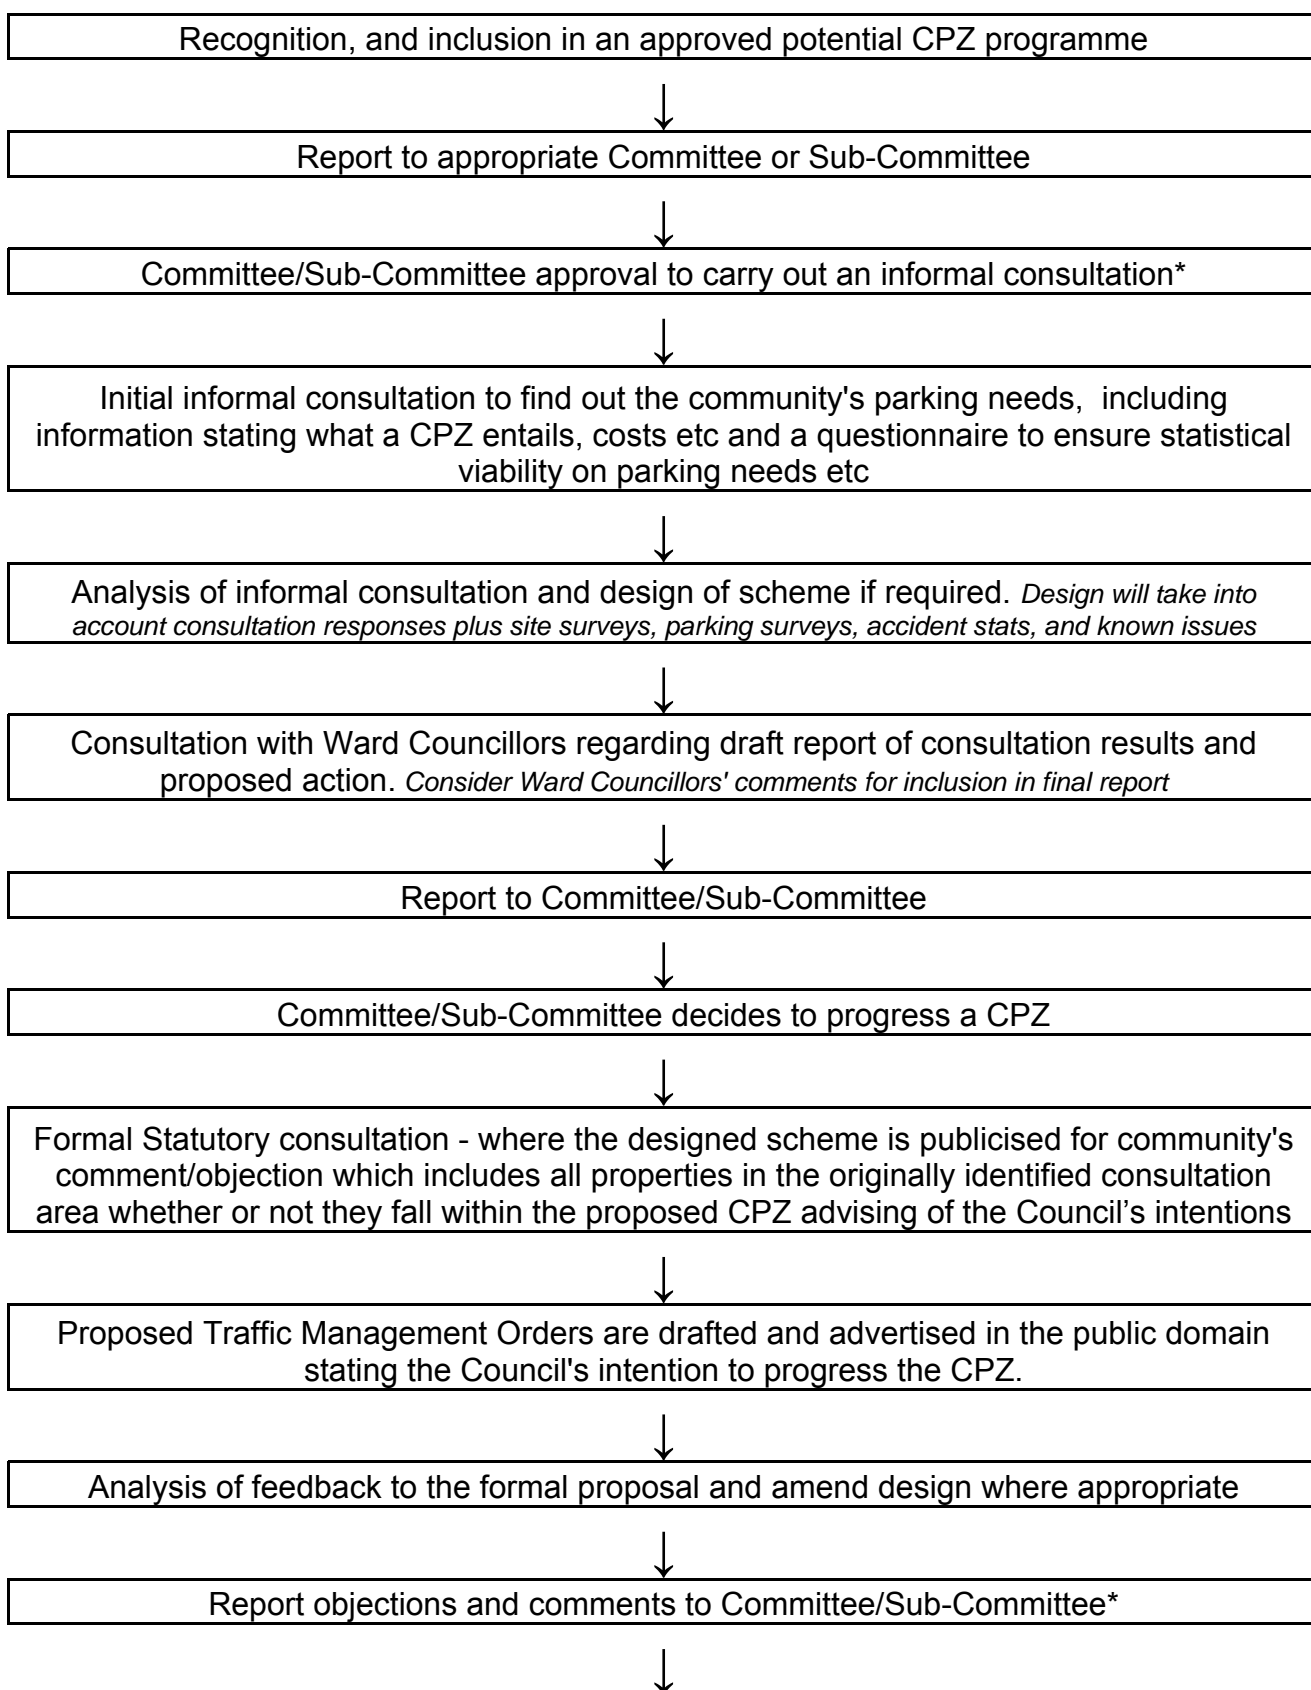 Recognition, and inclusion in an approved potential CPZ programme
↓
Report to appropriate Committee or Sub-Committee
↓
Committee/Sub-Committee approval to carry out an informal consultation*
↓
Initial informal consultation to find out the community's parking needs,  including
information stating what a CPZ entails, costs etc and a questionnaire to ensure statistical
viability on parking needs etc
↓
Analysis of informal consultation and design of scheme if required. Design will take into
account consultation responses plus site surveys, parking surveys, accident stats, and known issues
↓
Consultation with Ward Councillors regarding draft report of consultation results and
proposed action. Consider Ward Councillors' comments for inclusion in final report
↓
Report to Committee/Sub-Committee
↓
Committee/Sub-Committee decides to progress a CPZ
↓
Formal Statutory consultation - where the designed scheme is publicised for community's
comment/objection which includes all properties in the originally identified consultation
area whether or not they fall within the proposed CPZ advising of the Council’s intentions
↓
Proposed Traffic Management Orders are drafted and advertised in the public domain
stating the Council's intention to progress the CPZ.
↓
Analysis of feedback to the formal proposal and amend design where appropriate
↓
Report objections and comments to Committee/Sub-Committee*
↓